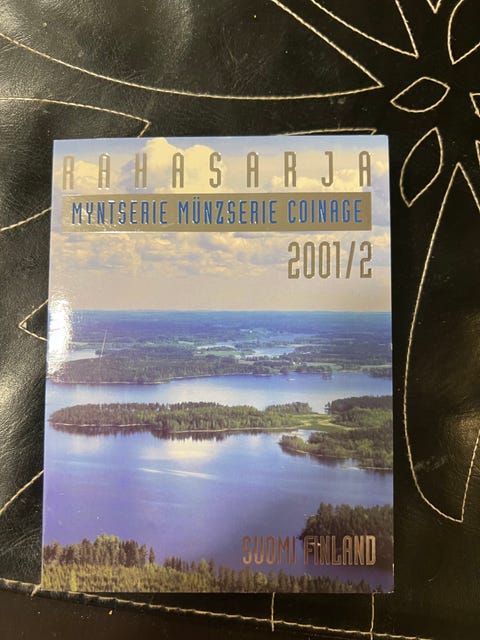 RAHASARJA
MYNTSERIE MÜNZSERIE COINAGE
2001/2
SUOMI FINLAND